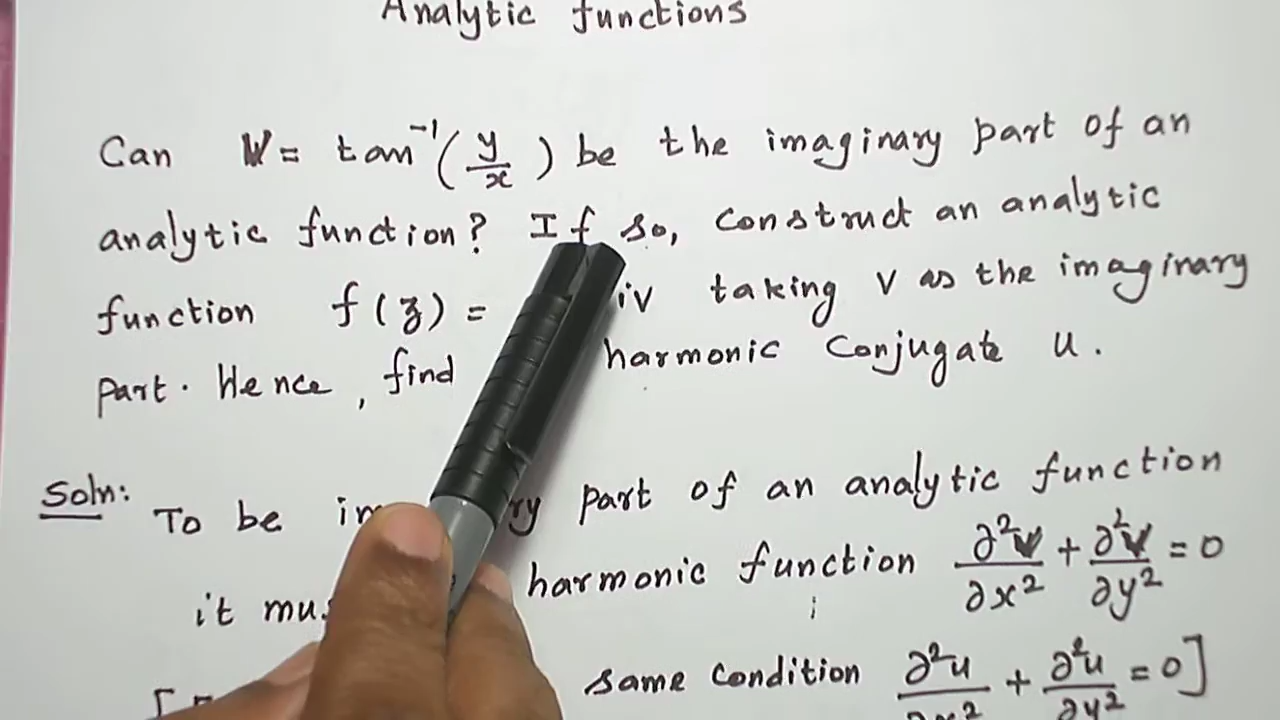 Analytic functions
Can V = tan⁻¹(y/x) be the imaginary part of an
analytic function? If so, construct an analytic
function f(z) = iv taking v as the imaginary
part. Hence, find harmonic conjugate u.
Soln: To be part of an analytic function
it harmonic function ∂²v/∂x² + ∂²v/∂y² = 0
[ same condition ∂²u/∂x² + ∂²u/∂y² = 0]